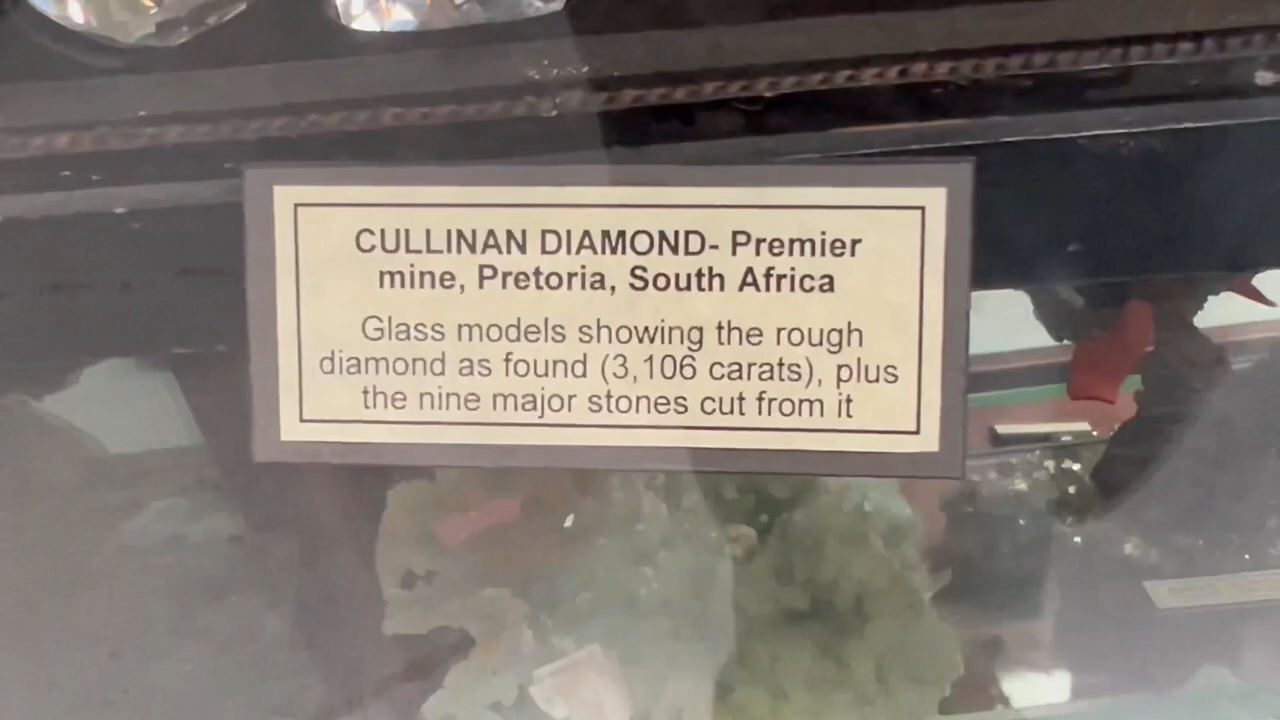 CULLINAN DIAMOND- Premier
mine, Pretoria, South Africa
Glass models showing the rough
diamond as found (3,106 carats), plus
the nine major stones cut from it